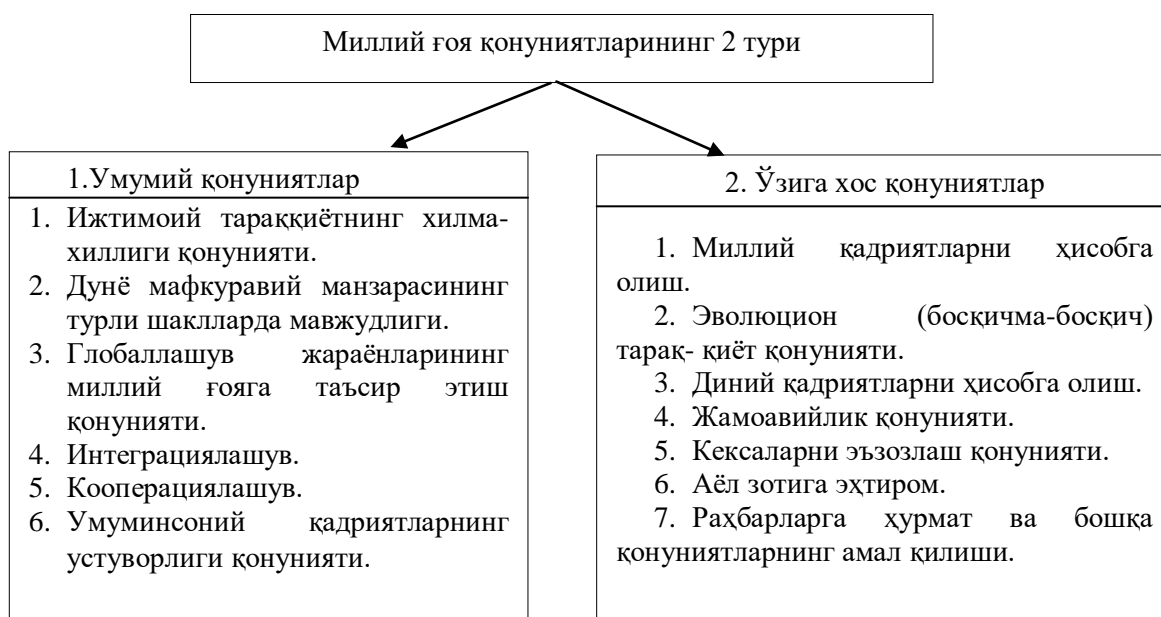 Миллий ғоя қонуниятларининг 2 тури
1.Умумий қонуниятлар
1. Ижтимоий тараққиётнинг хилма-
хиллиги қонунияти.
2. Дунё мафкуравий манзарасининг
турли шаклларда мавжудлиги.
3. Глобаллашув жараёнларининг
миллий ғояга таъсир этиш
қонунияти.
4. Интеграциялашув.
5. Кооперациялашув.
6. Умуминсоний қадриятларнинг
устуворлиги қонунияти.
2. Ўзига хос қонуниятлар
1. Миллий қадриятларни ҳисобга
олиш.
2. Эволюцион (босқичма-босқич)
тарақ- қиёт қонунияти.
3. Диний қадриятларни ҳисобга олиш.
4. Жамоавийлик қонунияти.
5. Кексаларни эъзозлаш қонунияти.
6. Аёл зотига эҳтиром.
7. Раҳбарларга ҳурмат ва бошқа
қонуниятларнинг амал қилиши.